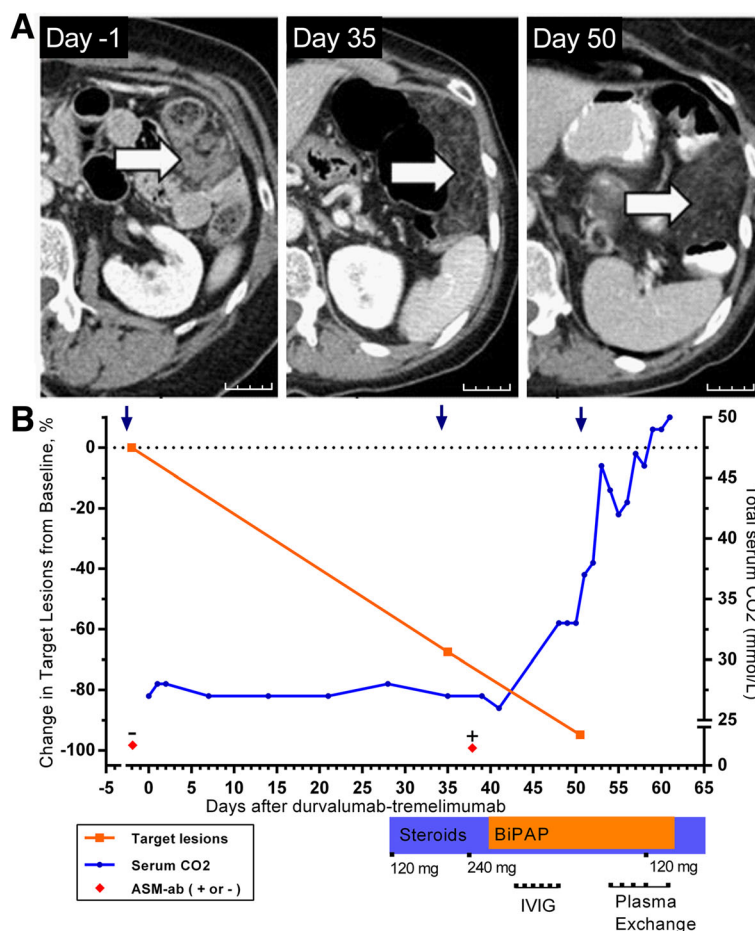 A
Day -1
Day 35
Day 50
B
Change in Target Lesions from Baseline, %
0
-20
-40
-60
-80
-100
50
45
40
35
30
25
0
Total serum CO2 (mmol/L)
-
+
-5 0 5 10 15 20 25 30 35 40 45 50 55 60 65
Days after durvalumab-tremelimumab
Target lesions
Serum CO2
ASM-ab ( + or - )
Steroids
BiPAP
120 mg
240 mg
120 mg
IVIG
Plasma
Exchange